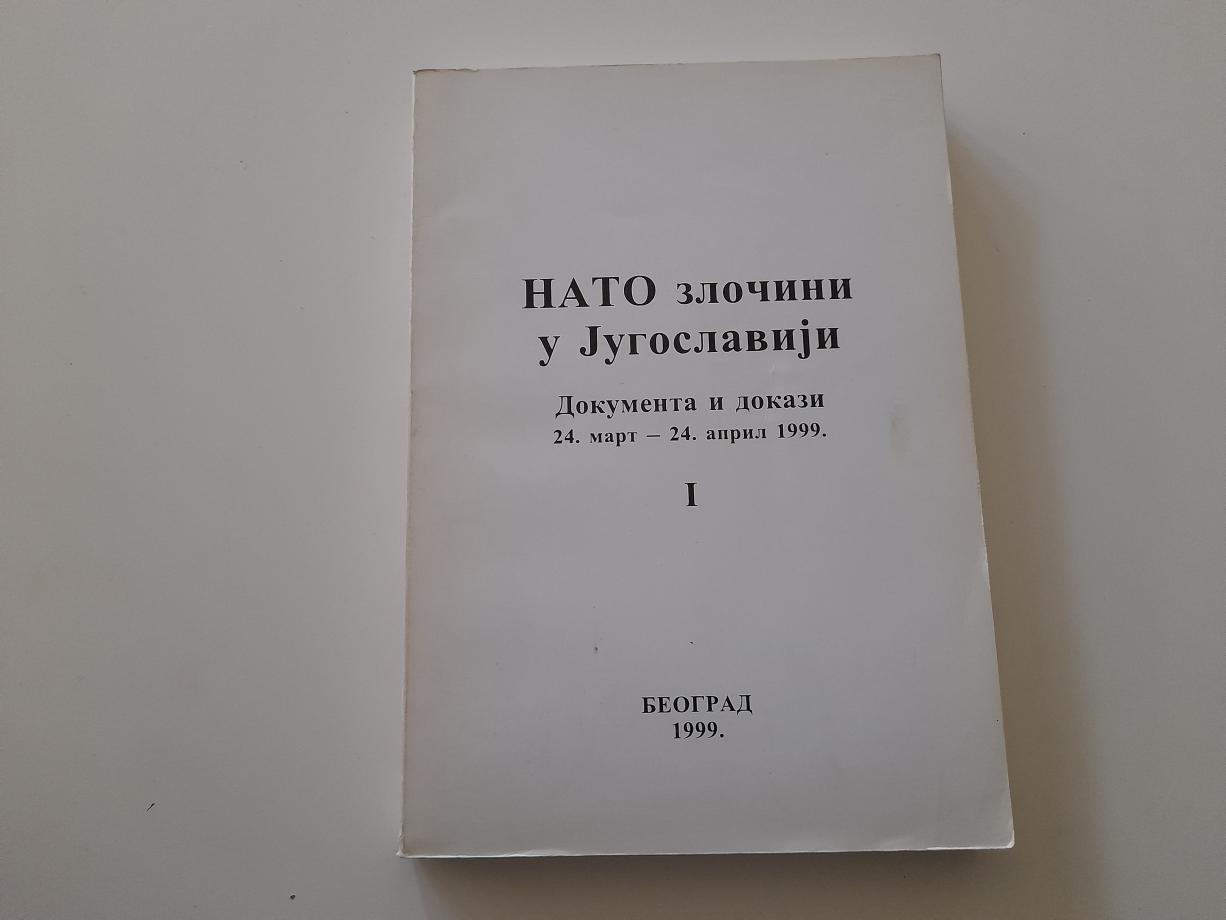 НАТО злочини
у Југославији
Документа и докази
24. март – 24. април 1999.
I
БЕОГРАД
1999.